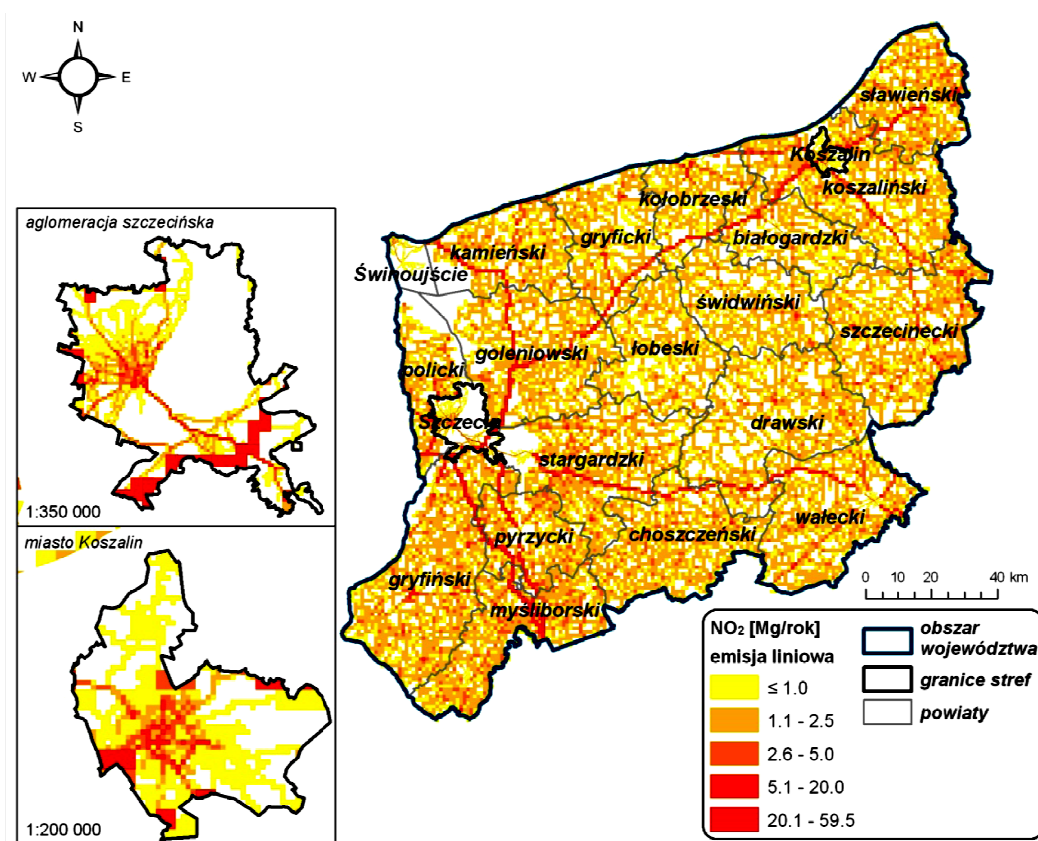 N
W E
S
aglomeracja szczecińska
1:350 000
miasto Koszalin
1:200 000
sławieński
Koszalin
koszaliński
kołobrzeski
białogardzki
gryficki
kamieński
Świnoujście
świdwiński
szczecinecki
łobeski
goleniowski
policki
drawski
Szczecin
stargardzki
wałecki
choszczeński
pyrzycki
gryfiński
myśliborski
0 10 20 40 km
NO₂ [Mg/rok]
emisja liniowa
≤ 1.0
1.1 - 2.5
2.6 - 5.0
5.1 - 20.0
20.1 - 59.5
obszar
województwa
granice stref
powiaty